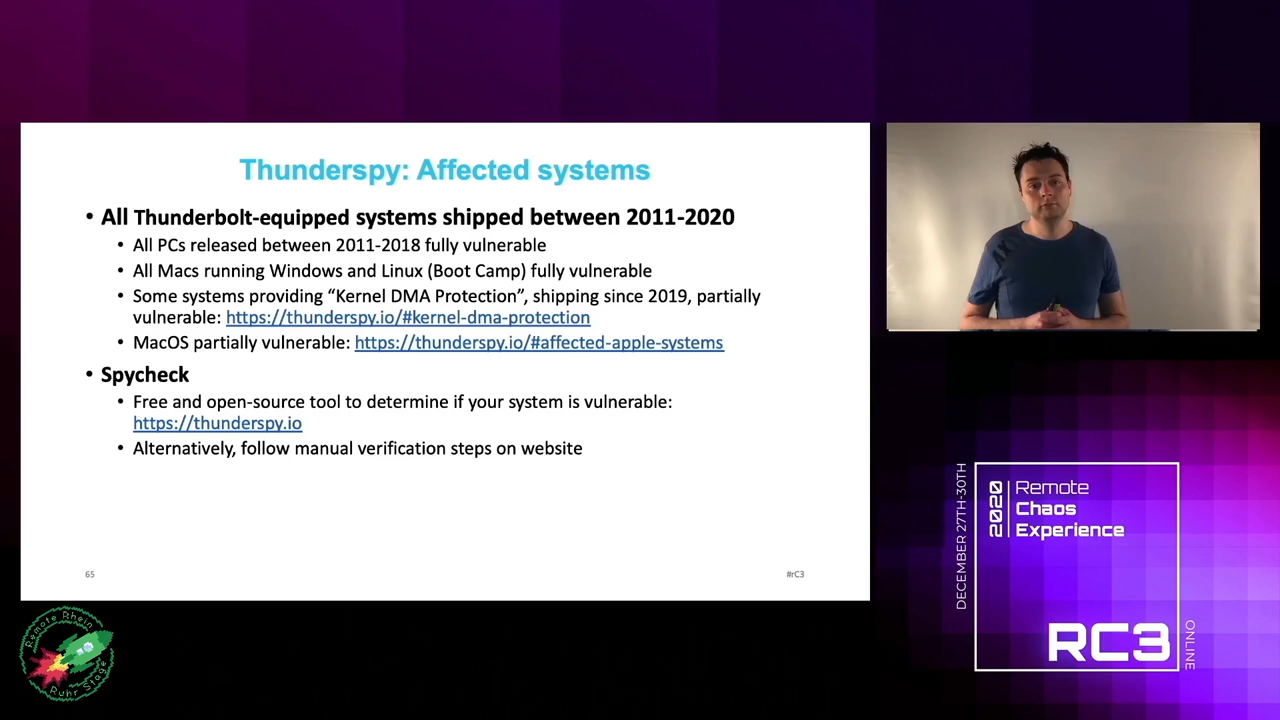 Thunderspy: Affected systems
• All Thunderbolt-equipped systems shipped between 2011-2020
• All PCs released between 2011-2018 fully vulnerable
• All Macs running Windows and Linux (Boot Camp) fully vulnerable
• Some systems providing “Kernel DMA Protection”, shipping since 2019, partially
vulnerable: https://thunderspy.io/#kernel-dma-protection
• MacOS partially vulnerable: https://thunderspy.io/#affected-apple-systems
• Spycheck
• Free and open-source tool to determine if your system is vulnerable:
https://thunderspy.io
• Alternatively, follow manual verification steps on website
65
#rC3
Remote Rhein
Ruhr Stage
DECEMBER 27TH-30TH
2020
Remote
Chaos
Experience
RC3
ONLINE